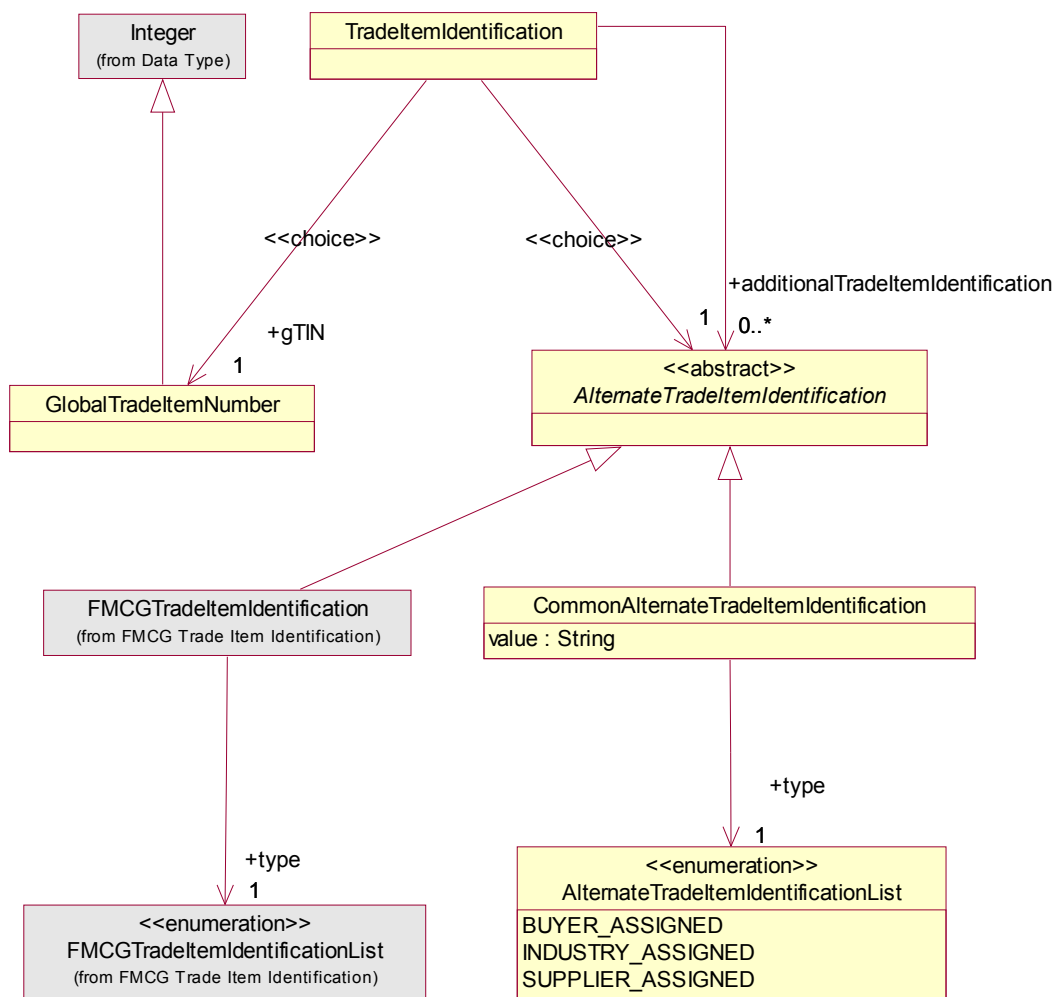 Integer
(from Data Type)
TradeItemIdentification
<<choice>>
<<choice>>
+additionalTradeItemIdentification
+gTIN
1
1
0..*
GlobalTradeItemNumber
<<abstract>>
AlternateTradeItemIdentification
FMCGTradeItemIdentification
(from FMCG Trade Item Identification)
CommonAlternateTradeItemIdentification
value : String
+type
1
+type
1
<<enumeration>>
FMCGTradeItemIdentificationList
(from FMCG Trade Item Identification)
<<enumeration>>
AlternateTradeItemIdentificationList
BUYER_ASSIGNED
INDUSTRY_ASSIGNED
SUPPLIER_ASSIGNED